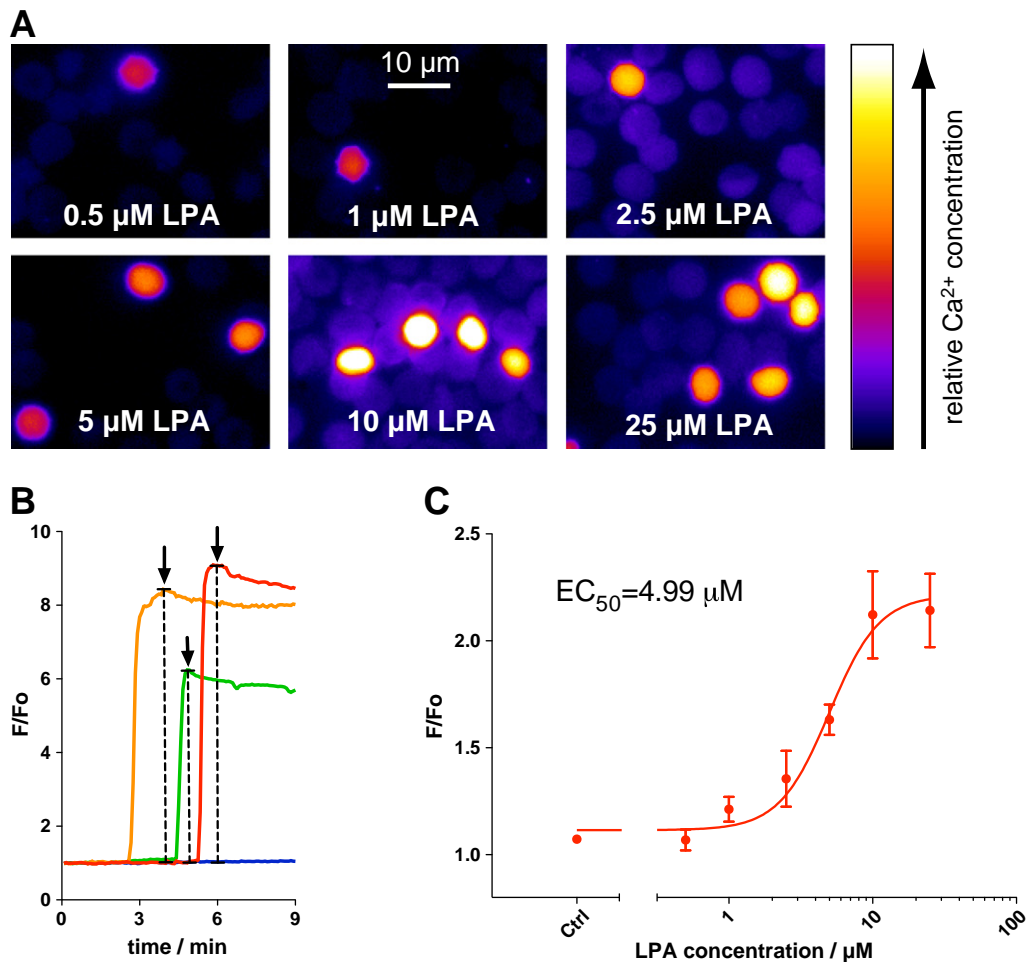 A
10 µm
0.5 µM LPA
1 µM LPA
2.5 µM LPA
5 µM LPA
10 µM LPA
25 µM LPA
relative Ca²⁺ concentration
B
10
8
6
4
2
0
F/Fo
0
3
6
9
time / min
C
2.5
2.0
1.5
1.0
F/Fo
EC₅₀=4.99 µM
Ctrl
1
10
100
LPA concentration / µM